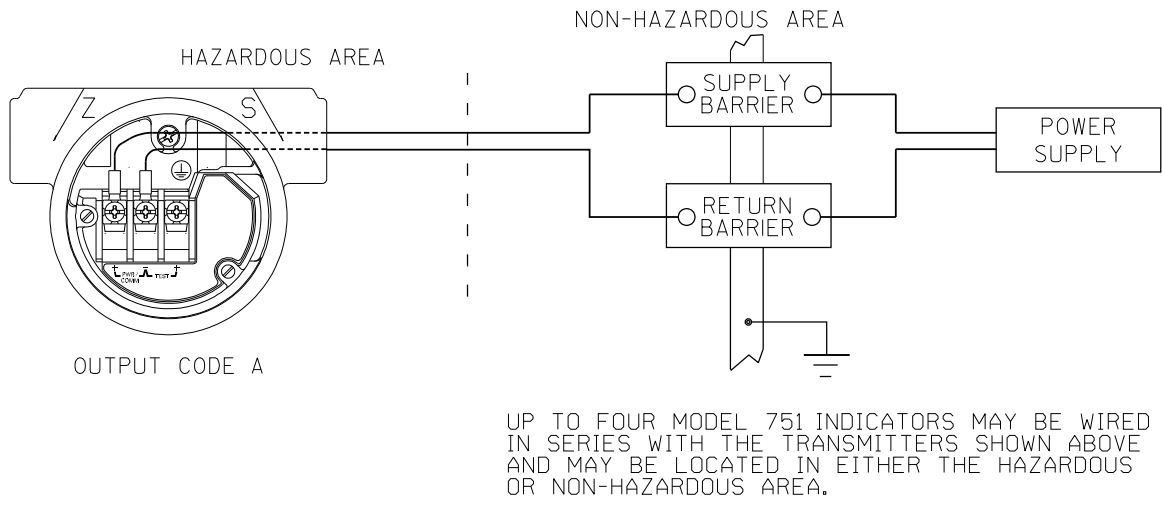 NON-HAZARDOUS AREA
HAZARDOUS AREA
Z S
SUPPLY
BARRIER
POWER
SUPPLY
RETURN
BARRIER
+ PWR / - TEST +
COMM
OUTPUT CODE A
UP TO FOUR MODEL 751 INDICATORS MAY BE WIRED
IN SERIES WITH THE TRANSMITTERS SHOWN ABOVE
AND MAY BE LOCATED IN EITHER THE HAZARDOUS
OR NON-HAZARDOUS AREA.